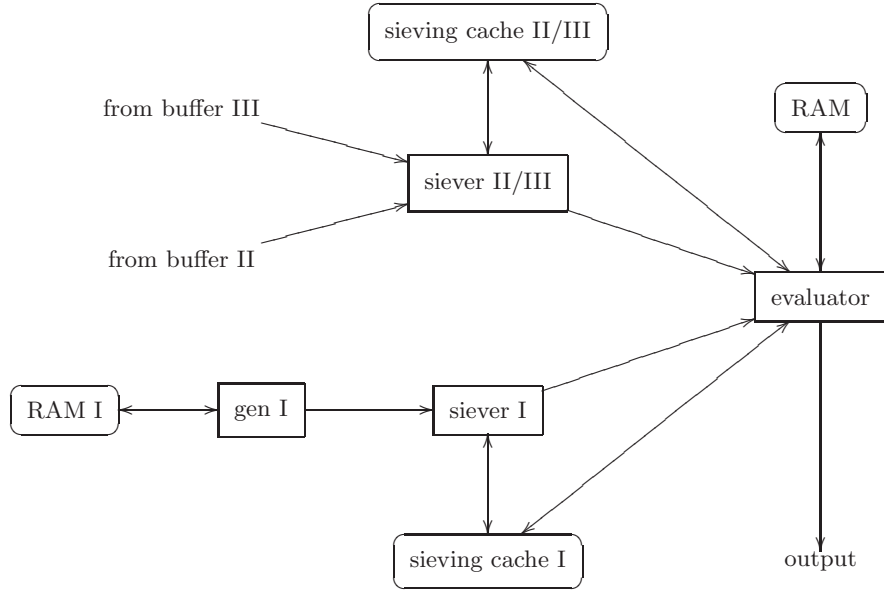 sieving cache II/III
from buffer III
RAM
siever II/III
from buffer II
evaluator
RAM I
gen I
siever I
sieving cache I
output